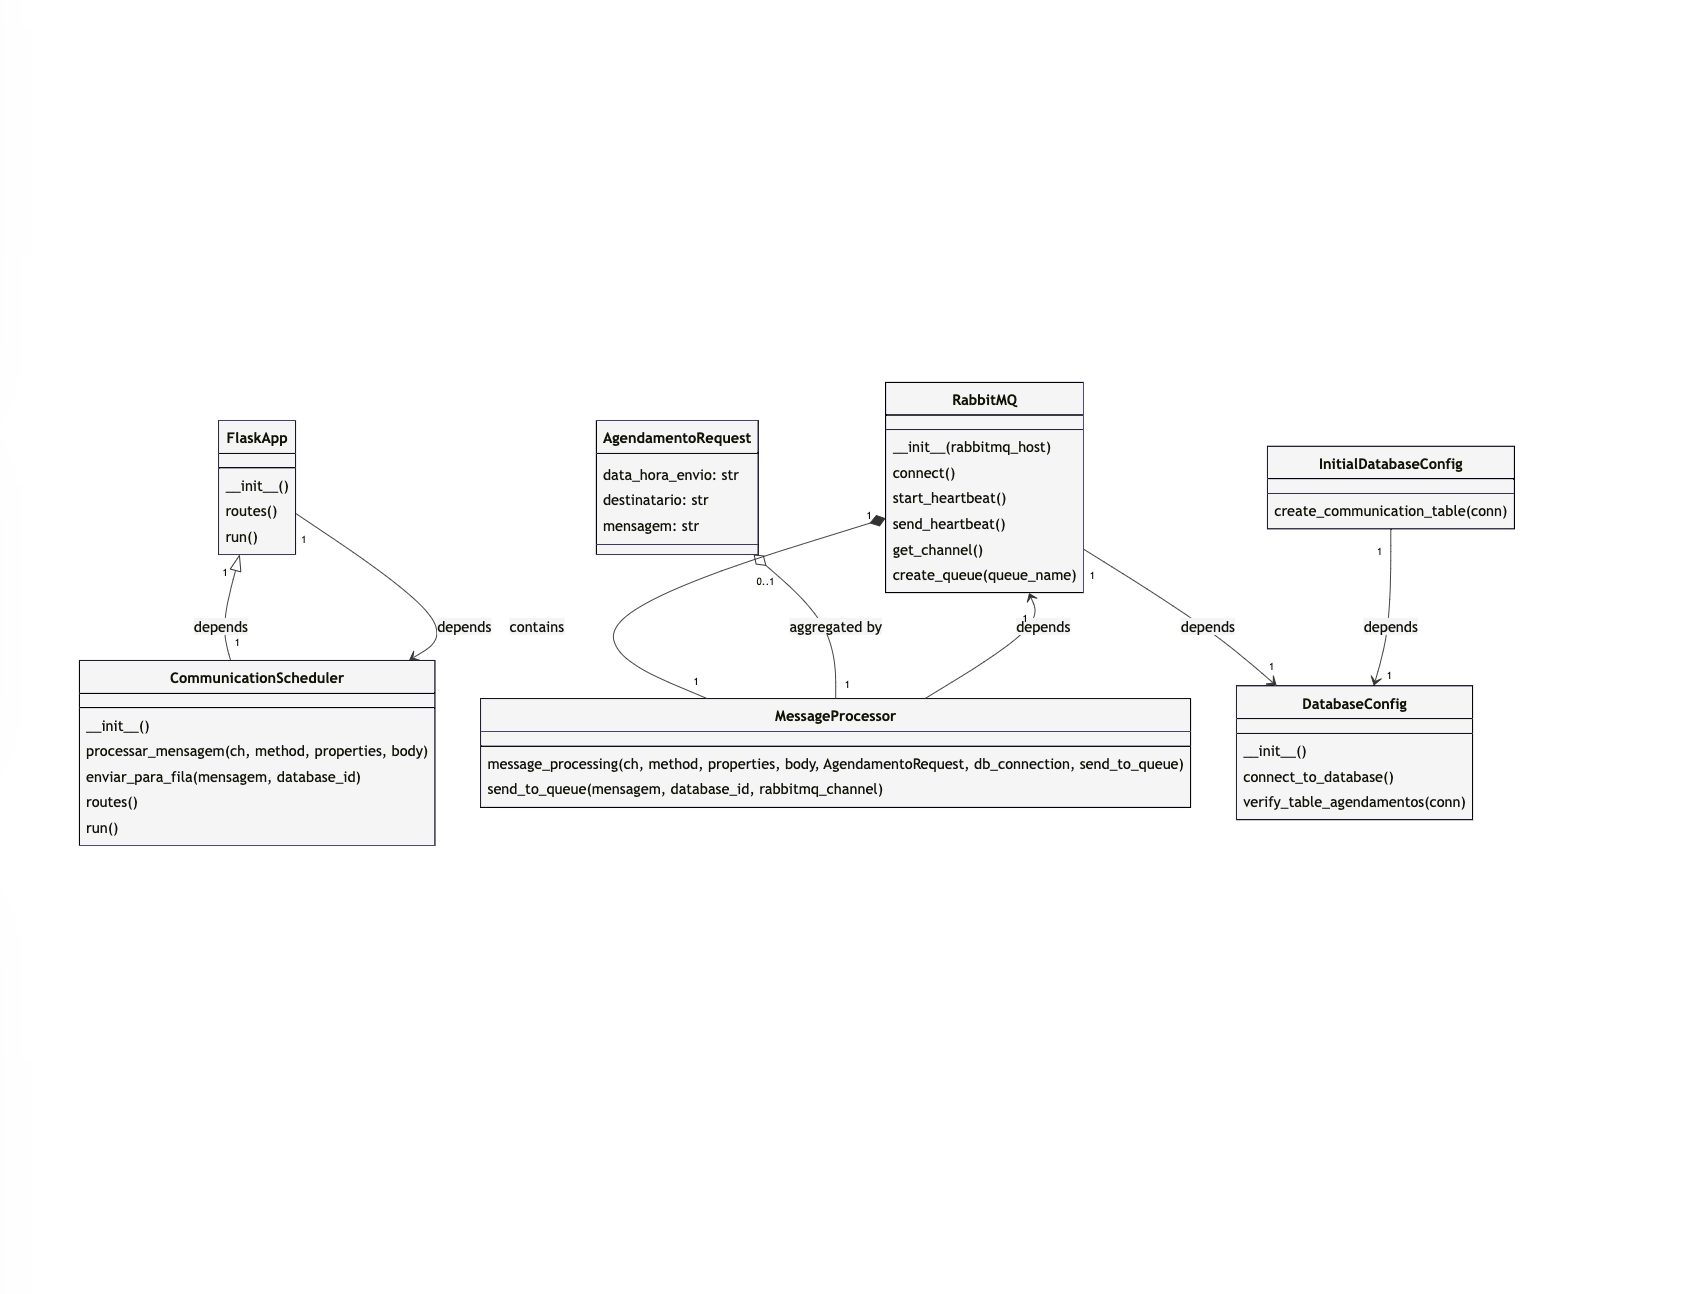 FlaskApp
__init__()
routes()
run()
1
1
depends
1
depends
contains
CommunicationScheduler
__init__()
processar_mensagem(ch, method, properties, body)
enviar_para_fila(mensagem, database_id)
routes()
run()
AgendamentoRequest
data_hora_envio: str
destinatario: str
mensagem: str
0..1
aggregated by
1
1
1
RabbitMQ
__init__(rabbitmq_host)
connect()
start_heartbeat()
send_heartbeat()
get_channel()
create_queue(queue_name)
1
1
depends
depends
1
MessageProcessor
message_processing(ch, method, properties, body, AgendamentoRequest, db_connection, send_to_queue)
send_to_queue(mensagem, database_id, rabbitmq_channel)
InitialDatabaseConfig
create_communication_table(conn)
1
depends
1
DatabaseConfig
__init__()
connect_to_database()
verify_table_agendamentos(conn)